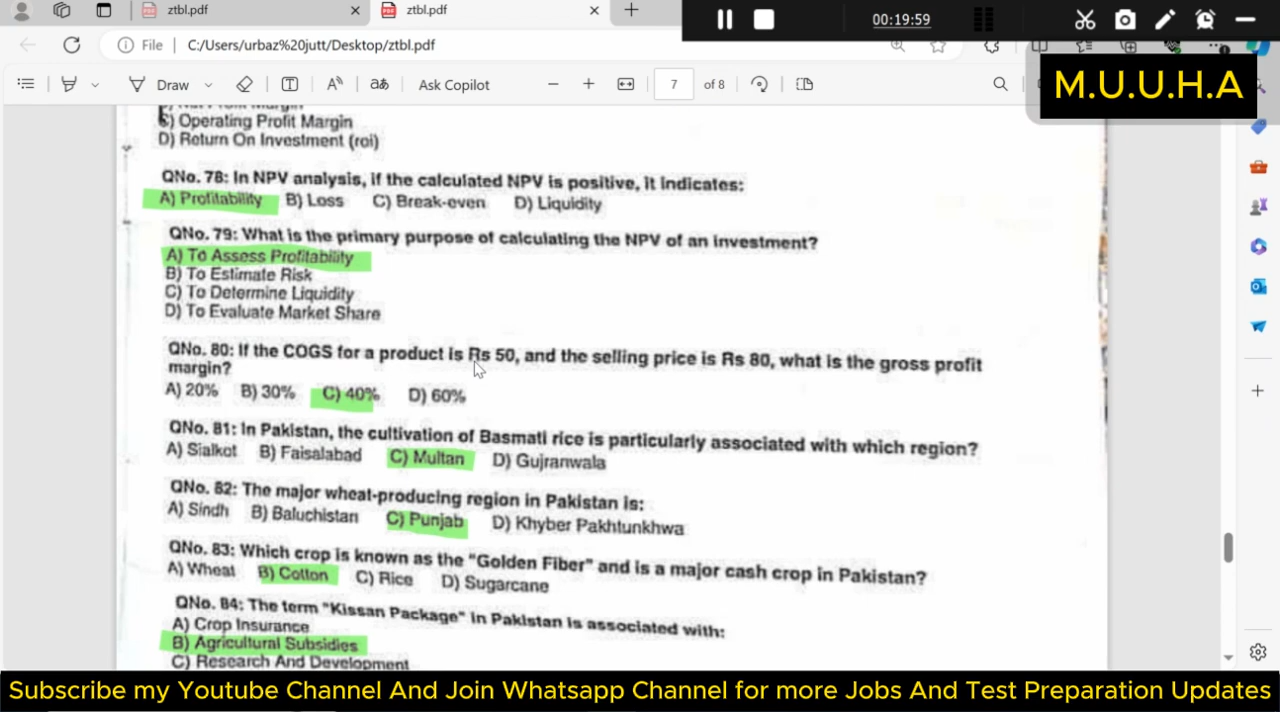 ztbl.pdf
ztbl.pdf
00:19:59
File
C:/Users/urbaz%20jutt/Desktop/ztbl.pdf
Draw
Ask Copilot
7
of 8
M.U.U.H.A
C) Operating Profit Margin
D) Return On Investment (roi)
QNo. 78: In NPV analysis, if the calculated NPV is positive, it indicates:
A) Profitability B) Loss C) Break-even D) Liquidity
QNo. 79: What is the primary purpose of calculating the NPV of an investment?
A) To Assess Profitability
B) To Estimate Risk
C) To Determine Liquidity
D) To Evaluate Market Share
QNo. 80: If the COGS for a product is Rs 50, and the selling price is Rs 80, what is the gross profit
margin?
A) 20% B) 30% C) 40% D) 60%
QNo. 81: In Pakistan, the cultivation of Basmati rice is particularly associated with which region?
A) Sialkot B) Faisalabad C) Multan D) Gujranwala
QNo. 82: The major wheat-producing region in Pakistan is:
A) Sindh B) Baluchistan C) Punjab D) Khyber Pakhtunkhwa
QNo. 83: Which crop is known as the "Golden Fiber" and is a major cash crop in Pakistan?
A) Wheat B) Cotton C) Rice D) Sugarcane
QNo. 84: The term "Kissan Package" in Pakistan is associated with:
A) Crop Insurance
B) Agricultural Subsidies
C) Research And Development
Subscribe my Youtube Channel And Join Whatsapp Channel for more Jobs And Test Preparation Updates